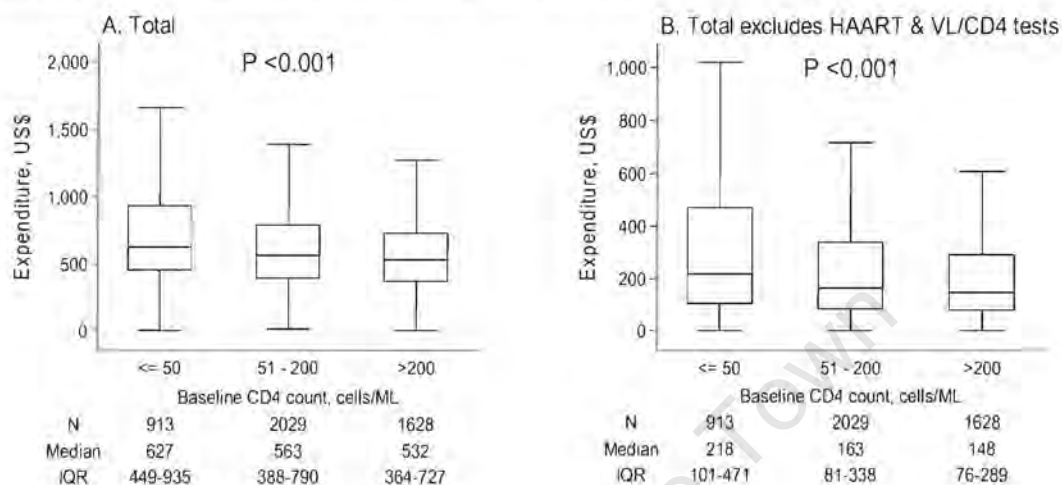 A. Total
P <0.001
Expenditure, US$
2,000
1,500
1,000
500
0
<= 50 51 - 200 >200
Baseline CD4 count, cells/ML
N 913 2029 1628
Median 627 563 532
IQR 449-935 388-790 364-727
B. Total excludes HAART & VL/CD4 tests
P <0.001
Expenditure, US$
1,000
800
600
400
200
0
<= 50 51 - 200 >200
Baseline CD4 count, cells/ML
N 913 2029 1628
Median 218 163 148
IQR 101-471 81-338 76-289
Town